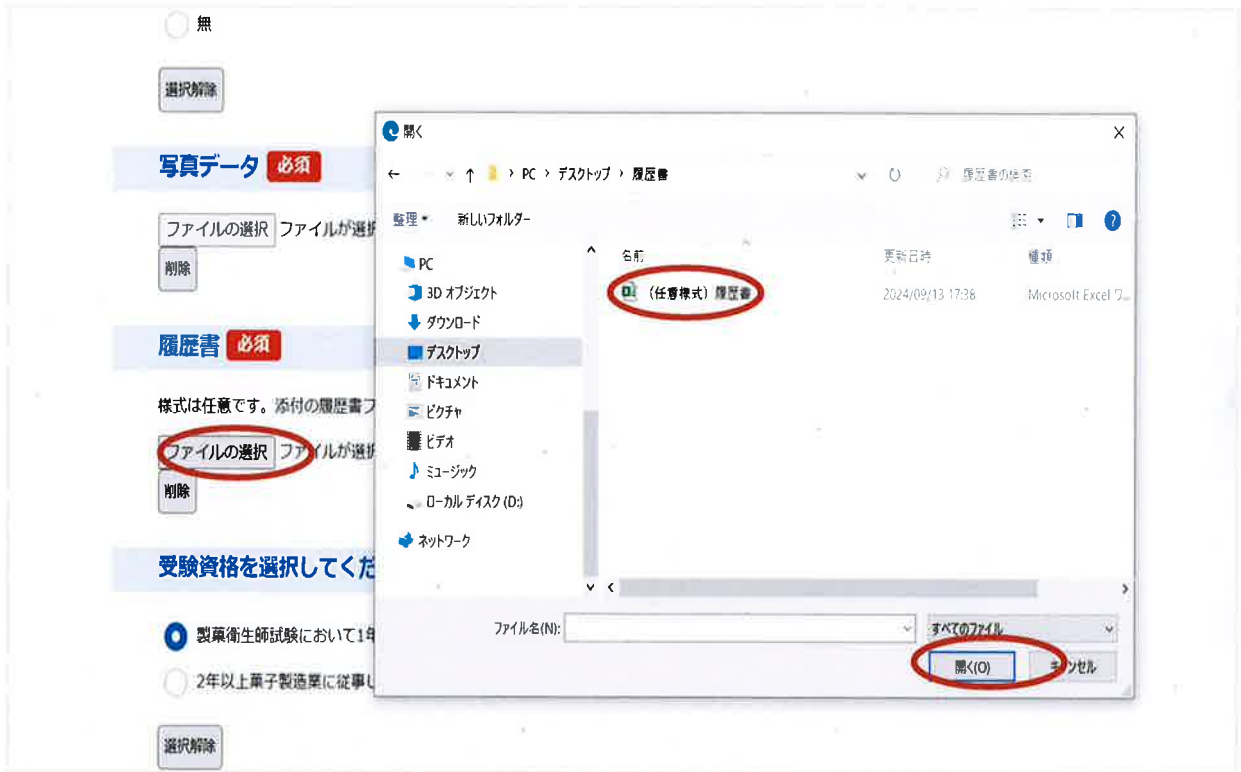 無
選択解除
写真データ 必須
ファイルの選択 ファイルが選択
削除
履歴書 必須
様式は任意です。添付の履歴書フ
ファイルの選択 ファイルが選択
削除
受験資格を選択してくだ
製菓衛生師試験において1年
2年以上菓子製造業に従事し
選択解除
開く
PC › デスクトップ › 履歴書
履歴書の検索
整理 新しいフォルダー
PC
3D オブジェクト
ダウンロード
デスクトップ
ドキュメント
ピクチャ
ビデオ
ミュージック
ローカル ディスク (D:)
ネットワーク
名前 更新日時 種類
(任意様式) 履歴書 2024/09/13 17:38 Microsoft Excel ワ...
ファイル名(N): すべてのファイル
開く(O) キャンセル